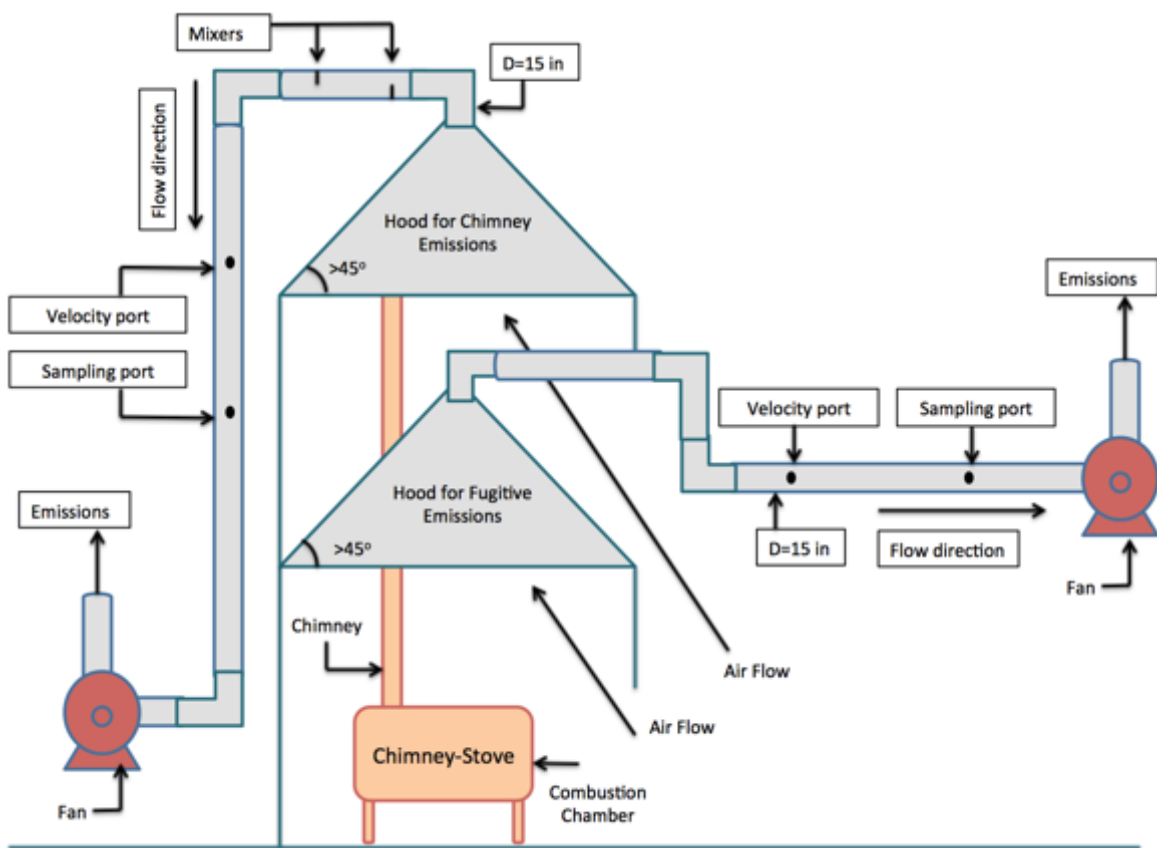 Mixers
D=15 in
Flow direction
Hood for Chimney
Emissions
>45°
Emissions
Velocity port
Sampling port
Velocity port
Sampling port
Hood for Fugitive
Emissions
>45°
Emissions
D=15 in
Flow direction
Fan
Chimney
Air Flow
Air Flow
Chimney-Stove
Combustion
Chamber
Fan